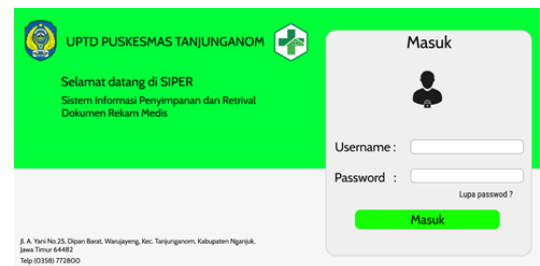 UPTD PUSKESMAS TANJUNGANOM
Selamat datang di SIPER
Sistem Informasi Penyimpanan dan Retrival
Dokumen Rekam Medis
Masuk
Username :
Password :
Lupa passwod ?
Masuk
Jl. A. Yani No.25, Dipan Barat, Warujayeng, Kec. Tanjunganom, Kabupaten Nganjuk,
Jawa Timur 64482
Telp (0358) 772800